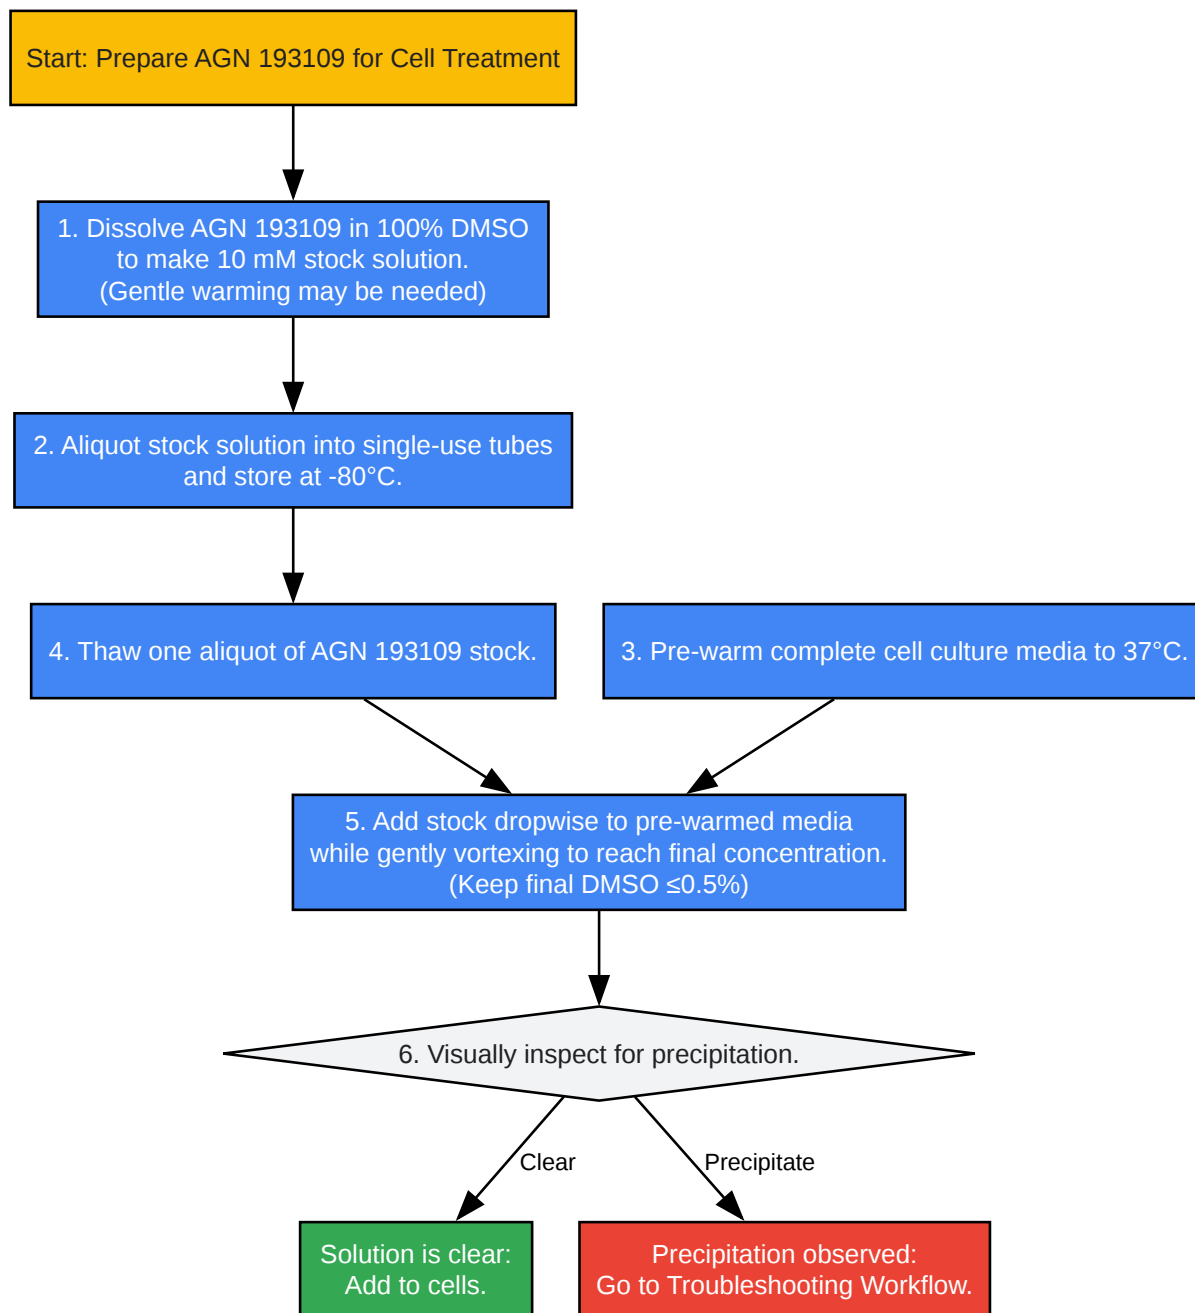 Start: Prepare AGN 193109 for Cell Treatment
1. Dissolve AGN 193109 in 100% DMSO
to make 10 mM stock solution.
(Gentle warming may be needed)
2. Aliquot stock solution into single-use tubes
and store at -80°C.
4. Thaw one aliquot of AGN 193109 stock.
3. Pre-warm complete cell culture media to 37°C.
5. Add stock dropwise to pre-warmed media
while gently vortexing to reach final concentration.
(Keep final DMSO ≤0.5%)
6. Visually inspect for precipitation.
Clear
Precipitate
Solution is clear:
Add to cells.
Precipitation observed:
Go to Troubleshooting Workflow.